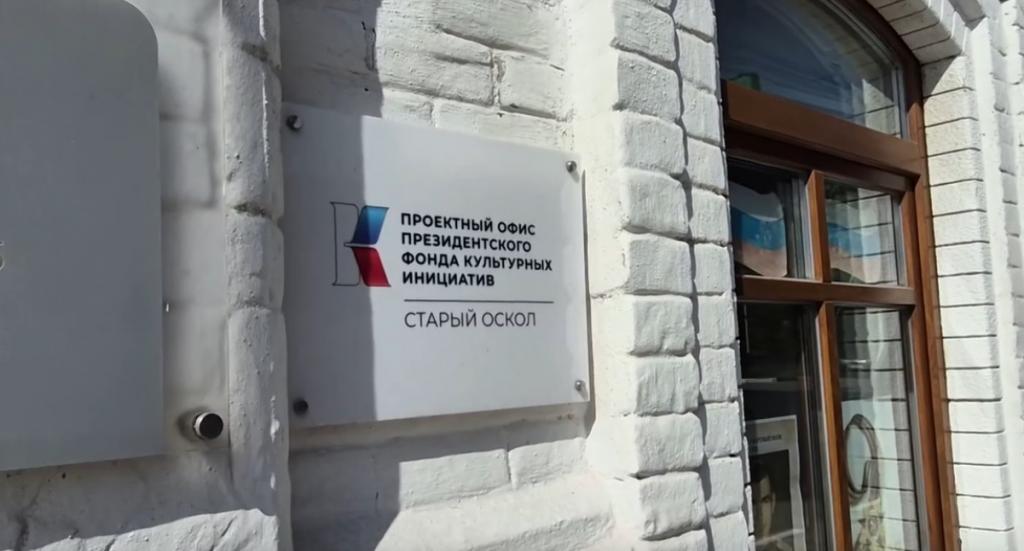 ПРОЕКТНЫЙ ОФИС
ПРЕЗИДЕНТСКОГО
ФОНДА КУЛЬТУРНЫХ
ИНИЦИАТИВ
СТАРЫЙ ОСКОЛ